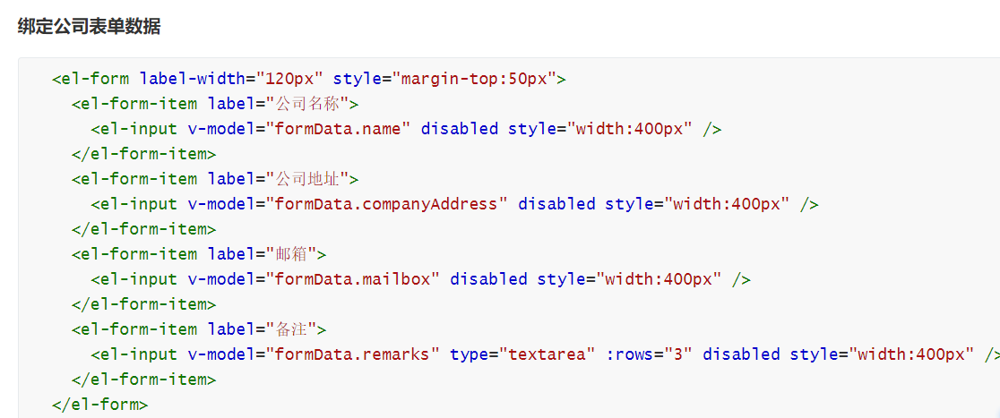 绑定公司表单数据
<el-form label-width="120px" style="margin-top:50px">
<el-form-item label="公司名称">
<el-input v-model="formData.name" disabled style="width:400px" />
</el-form-item>
<el-form-item label="公司地址">
<el-input v-model="formData.companyAddress" disabled style="width:400px" />
</el-form-item>
<el-form-item label="邮箱">
<el-input v-model="formData.mailbox" disabled style="width:400px" />
</el-form-item>
<el-form-item label="备注">
<el-input v-model="formData.remarks" type="textarea" :rows="3" disabled style="width:400px" />
</el-form-item>
</el-form>